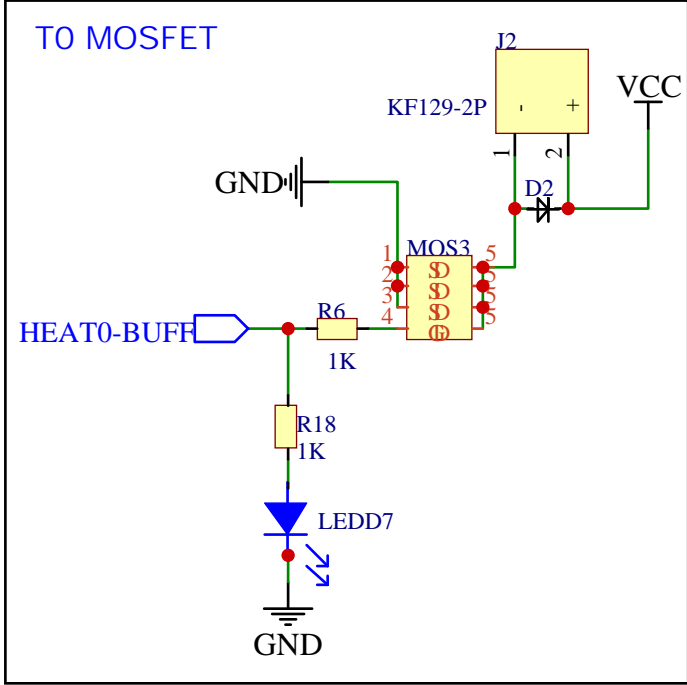 T0 MOSFET
J2
KF129-2P
- +
VCC
1 2
GND
D2
MOS3
1 S D 5
2 S D 5
3 S D 5
4 G D 5
HEAT0-BUFF
R6
1K
R18
1K
LEDD7
GND